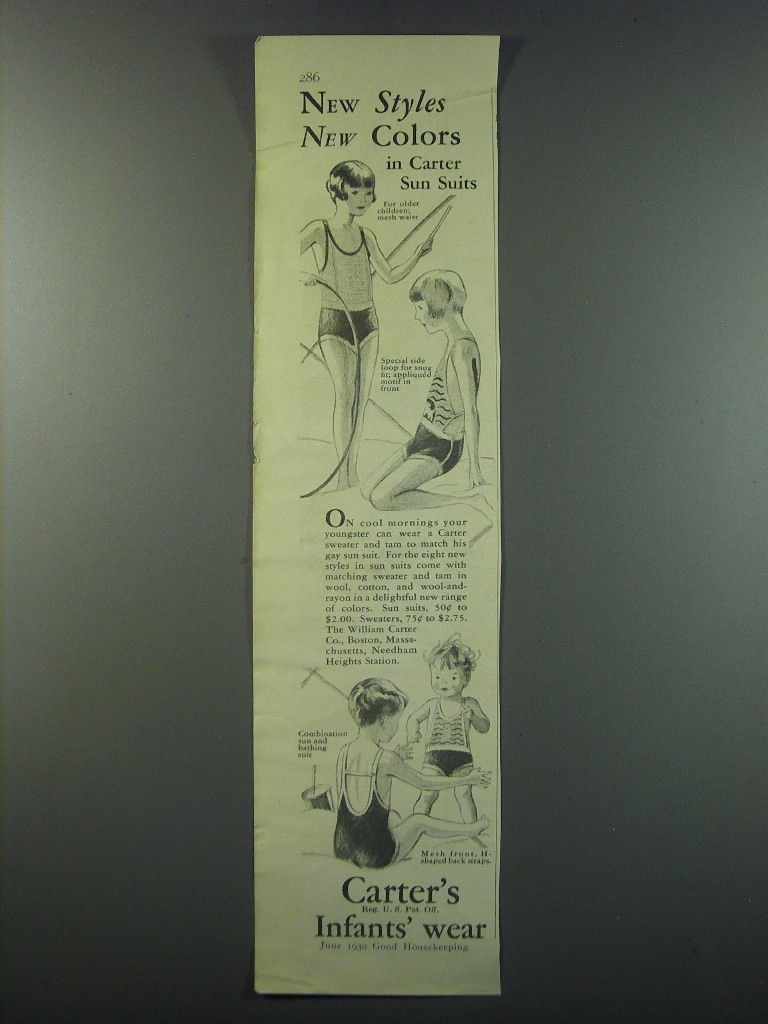 286
NEW Styles
NEW Colors
in Carter
Sun Suits
For older
children;
mesh waist
Special side
loop for snug
fit; appliquéd
motif in
front
ON cool mornings your
youngster can wear a Carter
sweater and tam to match his
gay sun suit. For the eight new
styles in sun suits come with
matching sweater and tam in
wool, cotton, and wool-and-
rayon in a delightful new range
of colors. Sun suits, 50¢ to
$2.00. Sweaters, 75¢ to $2.75.
The William Carter
Co., Boston, Massa-
chusetts, Needham
Heights Station.
Combination
sun and
bathing
suit
Mesh front, H-
shaped back straps.
Carter's
Reg. U. S. Pat. Off.
Infants' wear
June 1930 Good Housekeeping